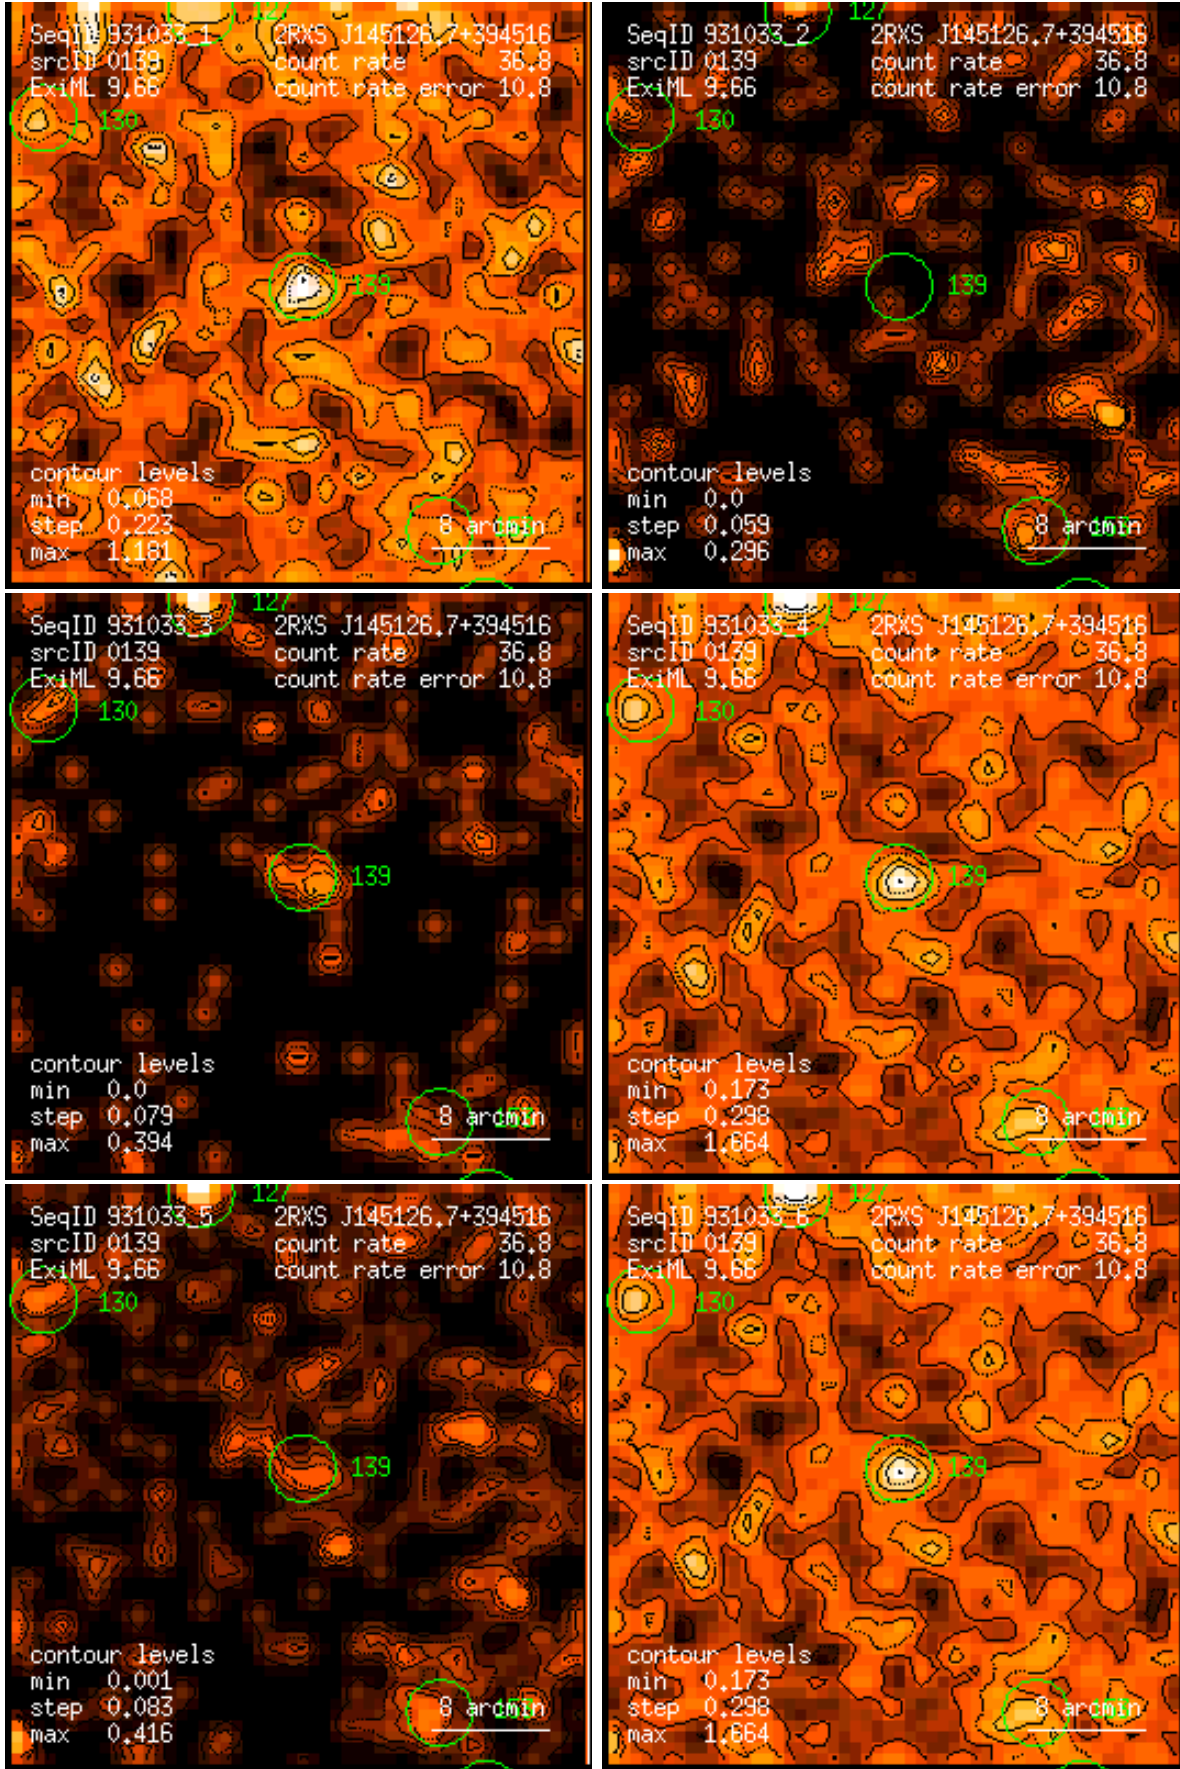 127
SeqID 931033_1 2RXS J145126.7+394516
srcID 0139 count rate 36.8
ExiML 9.66 count rate error 10.8
130
139
contour levels
min 0.068
step 0.223
max 1.181
8 arcmin
127
SeqID 931033_2 2RXS J145126.7+394516
srcID 0139 count rate 36.8
ExiML 9.66 count rate error 10.8
130
139
contour levels
min 0.0
step 0.059
max 0.296
8 arcmin
127
SeqID 931033_3 2RXS J145126.7+394516
srcID 0139 count rate 36.8
ExiML 9.66 count rate error 10.8
130
139
contour levels
min 0.0
step 0.079
max 0.394
8 arcmin
127
SeqID 931033_4 2RXS J145126.7+394516
srcID 0139 count rate 36.8
ExiML 9.66 count rate error 10.8
130
139
contour levels
min 0.173
step 0.298
max 1.664
8 arcmin
127
SeqID 931033_5 2RXS J145126.7+394516
srcID 0139 count rate 36.8
ExiML 9.66 count rate error 10.8
130
139
contour levels
min 0.001
step 0.083
max 0.416
8 arcmin
127
SeqID 931033_6 2RXS J145126.7+394516
srcID 0139 count rate 36.8
ExiML 9.66 count rate error 10.8
130
139
contour levels
min 0.173
step 0.298
max 1.664
8 arcmin